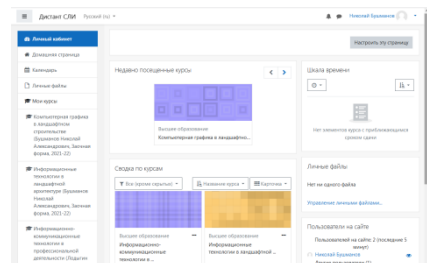 Дистант СЛИ Русский (ru)
Николай Бушманов
Личный кабинет
Домашняя страница
Календарь
Личные файлы
Мои курсы
Компьютерная графика
в ландшафтном
строительстве
(Бушманов Николай
Александрович, Заочная
форма, 2021-22)
Информационные
технологии в
ландшафтной
архитектуре (Бушманов
Николай
Александрович, Заочная
форма, 2021-22)
Информационно-
коммуникационные
технологии в
профессиональной
деятельности (Лодыгин
Настроить эту страницу
Недавно посещенные курсы
Высшее образование
Компьютерная графика в ландшафтно...
Сводка по курсам
Все (кроме скрытых)
Название курса
Карточка
Высшее образование
Информационно-
коммуникационные
технологии в ...
Высшее образование
Информационные
технологии в ландшафтной ...
Шкала времени
Нет элементов курса с приближающимся
сроком сдачи
Личные файлы
Нет ни одного файла
Управление личными файлами...
Пользователи на сайте
Пользователей на сайте: 2 (последние 5
минут)
Николай Бушманов